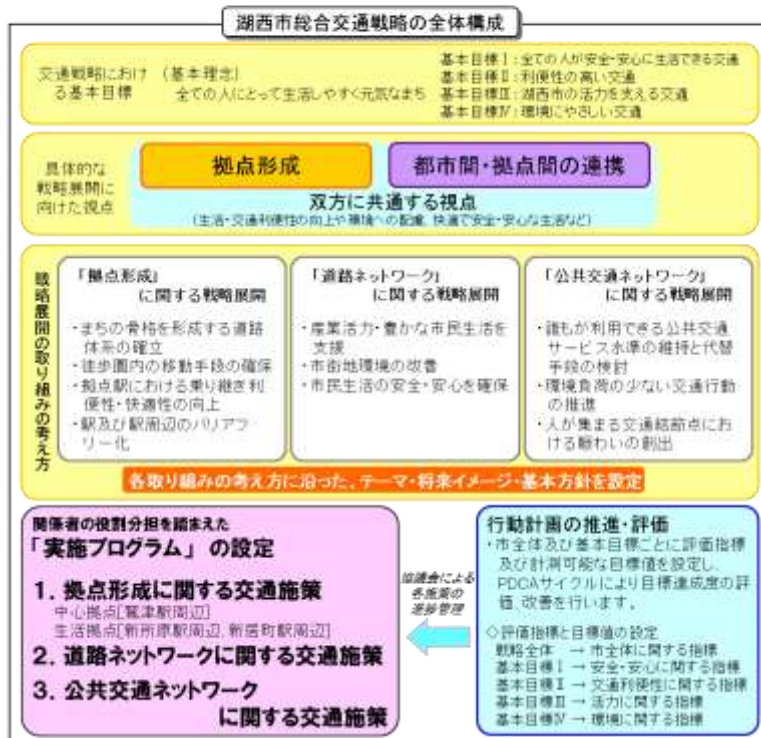 湖西市総合交通戦略の全体構成
交通戦略におけ
る基本目標
(基本理念)
全ての人にとって生活しやすく元気なまち
基本目標Ⅰ:全ての人が安全・安心に生活できる交通
基本目標Ⅱ:利便性の高い交通
基本目標Ⅲ:湖西市の活力を支える交通
基本目標Ⅳ:環境にやさしい交通
具体的な
戦略展開に
向けた視点
拠点形成
都市間・拠点間の連携
双方に共通する視点
(生活・交通利便性の向上や環境への配慮、快適で安全・安心な生活など)
戦略展開の取り組みの考え方
「拠点形成」
に関する戦略展開
・まちの骨格を形成する道路
体系の確立
・徒歩圏内の移動手段の確保
・拠点駅における乗り継ぎ利
便性・快適性の向上
・駅及び駅周辺のバリアフ
リー化
「道路ネットワーク」
に関する戦略展開
・産業活力・豊かな市民生活を
支援
・市街地環境の改善
・市民生活の安全・安心を確保
「公共交通ネットワーク」
に関する戦略展開
・誰もが利用できる公共交通
サービス水準の維持と代替
手段の検討
・環境負荷の少ない交通行動
の推進
・人が集まる交通結節点にお
ける賑わいの創出
各取り組みの考え方に沿った、テーマ・将来イメージ・基本方針を設定
関係者の役割分担を踏まえた
「実施プログラム」の設定
1. 拠点形成に関する交通施策
中心拠点[鷲津駅周辺]
生活拠点[新所原駅周辺、新居町駅周辺]
2. 道路ネットワークに関する交通施策
3. 公共交通ネットワーク
に関する交通施策
協議会による
各施策の
進捗管理
行動計画の推進・評価
・市全体及び基本目標ごとに評価指標
及び計測可能な目標値を設定し、
PDCAサイクルにより目標達成度の評
価、改善を行います。
◇評価指標と目標値の設定
戦略全体 → 市全体に関する指標
基本目標Ⅰ → 安全・安心に関する指標
基本目標Ⅱ → 交通利便性に関する指標
基本目標Ⅲ → 活力に関する指標
基本目標Ⅳ → 環境に関する指標